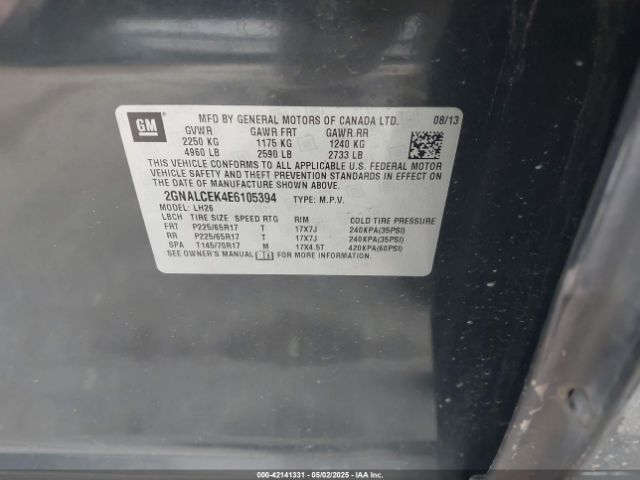 GM
MFD BY GENERAL MOTORS OF CANADA LTD. 08/13
GVWR GAWR FRT GAWR RR
2250 KG 1175 KG 1240 KG
4960 LB 2590 LB 2733 LB
THIS VEHICLE CONFORMS TO ALL APPLICABLE U.S. FEDERAL MOTOR
VEHICLE SAFETY AND THEFT PREVENTION STANDARDS IN EFFECT ON
THE DATE OF MANUFACTURE SHOWN ABOVE.
2GNALCEK4E6105394 TYPE: M.P.V.
MODEL: LH26
LBCH TIRE SIZE SPEED RTG RIM COLD TIRE PRESSURE
FRT P225/65R17 T 17X7J 240KPA(35PSI)
RR P225/65R17 T 17X7J 240KPA(35PSI)
SPA T145/70R17 M 17X4.5T 420KPA(60PSI)
SEE OWNER'S MANUAL FOR MORE INFORMATION.
000-42141331 - 05/02/2025 - IAAI.COM